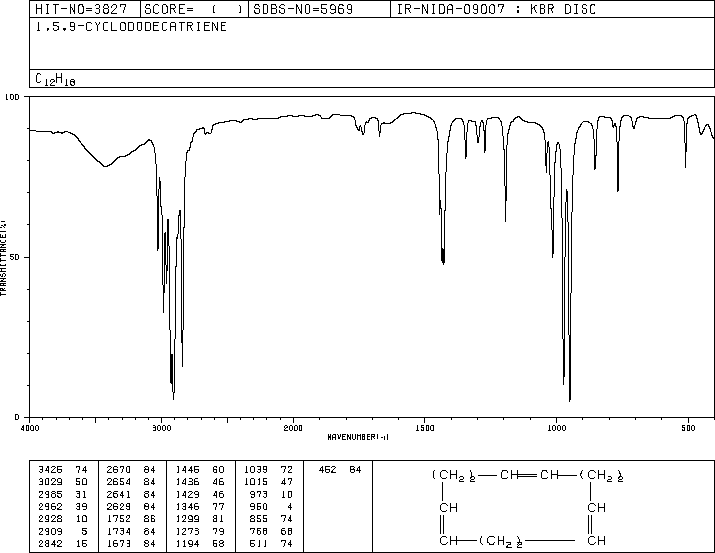 HIT-NO=3827 SCORE= ( ) SDBS-NO=5969 IR-NIDA-09007 : KBR DISC
1,5,9-CYCLODODECATRIENE
C12H18
100
50
0
TRANSMITTANCE(%)
4000 3000 2000 1500 1000 500
WAVENUMBER(-1)
3425 74 2670 84 1446 60 1039 72 452 84
3029 50 2654 84 1436 46 1015 47
2985 31 2641 84 1429 46 973 10
2962 39 2629 84 1346 77 950 4
2928 10 1752 86 1299 81 855 74
2909 5 1734 84 1273 79 768 68
2842 15 1673 84 1194 58 511 74
(CH2)2 CH CH (CH2)2
CH CH
CH (CH2)2 CH